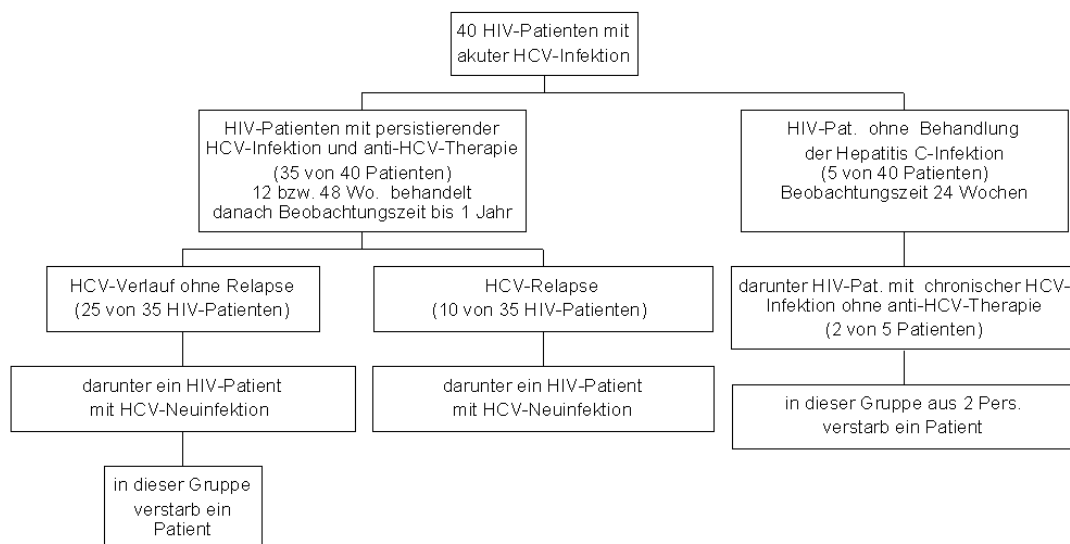 40 HIV-Patienten mit
akuter HCV-Infektion
HIV-Patienten mit persistierender
HCV-Infektion und anti-HCV-Therapie
(35 von 40 Patienten)
12 bzw. 48 Wo. behandelt
danach Beobachtungszeit bis 1 Jahr
HIV-Pat. ohne Behandlung
der Hepatitis C-Infektion
(5 von 40 Patienten)
Beobachtungszeit 24 Wochen
HCV-Verlauf ohne Relapse
(25 von 35 HIV-Patienten)
HCV-Relapse
(10 von 35 HIV-Patienten)
darunter HIV-Pat. mit chronischer HCV-
Infektion ohne anti-HCV-Therapie
(2 von 5 Patienten)
darunter ein HIV-Patient
mit HCV-Neuinfektion
darunter ein HIV-Patient
mit HCV-Neuinfektion
in dieser Gruppe aus 2 Pers.
verstarb ein Patient
in dieser Gruppe
verstarb ein
Patient